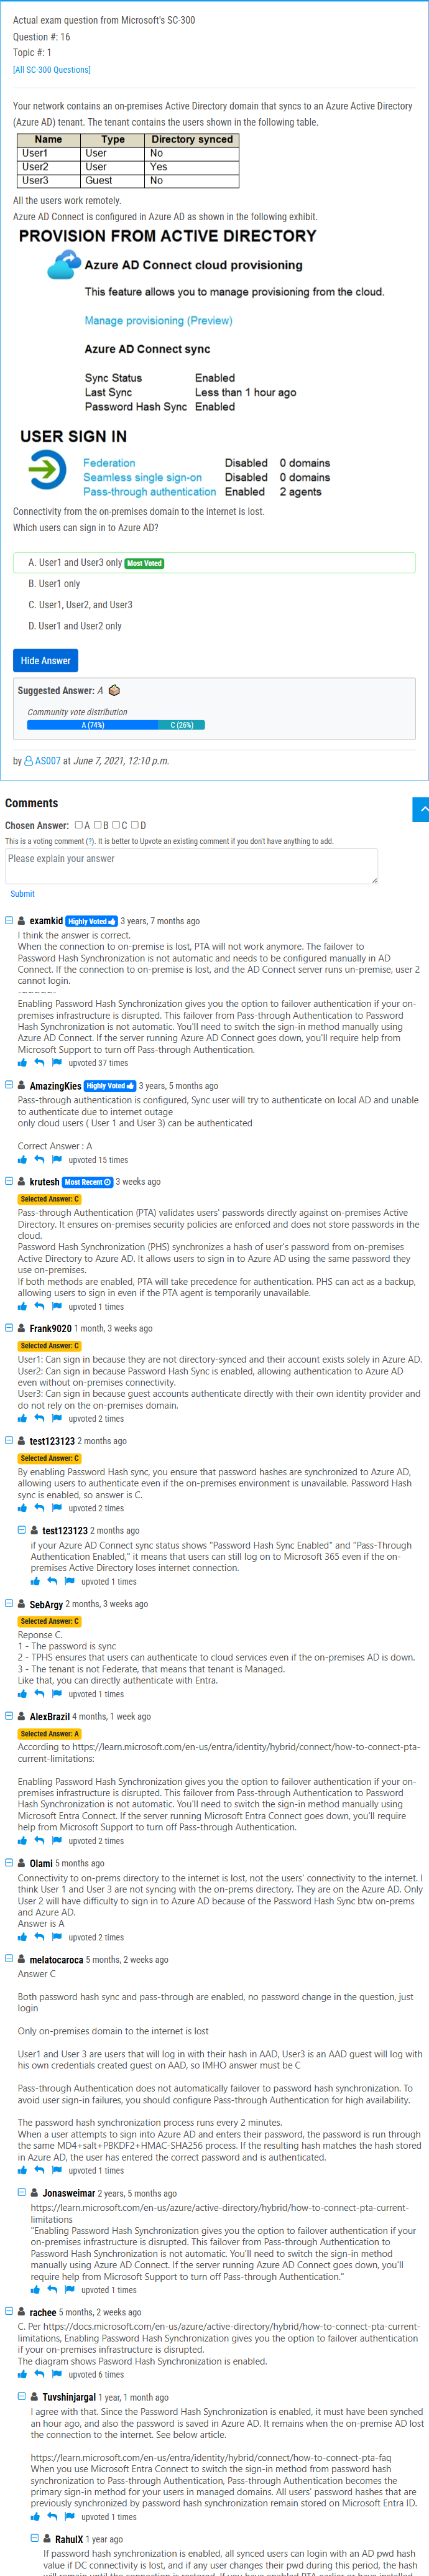 Actual exam question from Microsoft's SC-300
Question #: 16
Topic #: 1
[All SC-300 Questions]
Your network contains an on-premises Active Directory domain that syncs to an Azure Active Directory
(Azure AD) tenant. The tenant contains the users shown in the following table.
Name Type Directory synced
User1 User No
User2 User Yes
User3 Guest No
All the users work remotely.
Azure AD Connect is configured in Azure AD as shown in the following exhibit.
PROVISION FROM ACTIVE DIRECTORY
Azure AD Connect cloud provisioning
This feature allows you to manage provisioning from the cloud.
Manage provisioning (Preview)
Azure AD Connect sync
Sync Status Enabled
Last Sync Less than 1 hour ago
Password Hash Sync Enabled
USER SIGN IN
Federation Disabled 0 domains
Seamless single sign-on Disabled 0 domains
Pass-through authentication Enabled 2 agents
Connectivity from the on-premises domain to the internet is lost.
Which users can sign in to Azure AD?
A. User1 and User3 only Most Voted
B. User1 only
C. User1, User2, and User3
D. User1 and User2 only
Hide Answer
Suggested Answer: A
Community vote distribution
A (74%) C (26%)
by AS007 at June 7, 2021, 12:10 p.m.
Comments
Chosen Answer: A B C D
This is a voting comment (?). It is better to Upvote an existing comment if you don't have anything to add.
Please explain your answer
Submit
examkid Highly Voted 3 years, 7 months ago
I think the answer is correct.
When the connection to on-premise is lost, PTA will not work anymore. The failover to
Password Hash Synchronization is not automatic and needs to be configured manually in AD
Connect. If the connection to on-premise is lost, and the AD Connect server runs un-premise, user 2
cannot login.
-~~~~~-
Enabling Password Hash Synchronization gives you the option to failover authentication if your on-
premises infrastructure is disrupted. This failover from Pass-through Authentication to Password
Hash Synchronization is not automatic. You'll need to switch the sign-in method manually using
Azure AD Connect. If the server running Azure AD Connect goes down, you'll require help from
Microsoft Support to turn off Pass-through Authentication.
upvoted 37 times
AmazingKies Highly Voted 3 years, 5 months ago
Pass-through authentication is configured, Sync user will try to authenticate on local AD and unable
to authenticate due to internet outage
only cloud users ( User 1 and User 3) can be authenticated
Correct Answer : A
upvoted 15 times
krutesh Most Recent 3 weeks ago
Selected Answer: C
Pass-through Authentication (PTA) validates users' passwords directly against on-premises Active
Directory. It ensures on-premises security policies are enforced and does not store passwords in the
cloud.
Password Hash Synchronization (PHS) synchronizes a hash of user's password from on-premises
Active Directory to Azure AD. It allows users to sign in to Azure AD using the same password they
use on-premises.
If both methods are enabled, PTA will take precedence for authentication. PHS can act as a backup,
allowing users to sign in even if the PTA agent is temporarily unavailable.
upvoted 1 times
Frank9020 1 month, 3 weeks ago
Selected Answer: C
User1: Can sign in because they are not directory-synced and their account exists solely in Azure AD.
User2: Can sign in because Password Hash Sync is enabled, allowing authentication to Azure AD
even without on-premises connectivity.
User3: Can sign in because guest accounts authenticate directly with their own identity provider and
do not rely on the on-premises domain.
upvoted 2 times
test123123 2 months ago
Selected Answer: C
By enabling Password Hash sync, you ensure that password hashes are synchronized to Azure AD,
allowing users to authenticate even if the on-premises environment is unavailable. Password Hash
sync is enabled, so answer is C.
upvoted 2 times
test123123 2 months ago
if your Azure AD Connect sync status shows "Password Hash Sync Enabled" and "Pass-Through
Authentication Enabled," it means that users can still log on to Microsoft 365 even if the on-
premises Active Directory loses internet connection.
upvoted 1 times
SebArgy 2 months, 3 weeks ago
Selected Answer: C
Reponse C.
1 - The password is sync
2 - TPHS ensures that users can authenticate to cloud services even if the on-premises AD is down.
3 - The tenant is not Federate, that means that tenant is Managed.
Like that, you can directly authenticate with Entra.
upvoted 1 times
AlexBrazil 4 months, 1 week ago
Selected Answer: A
According to https://learn.microsoft.com/en-us/entra/identity/hybrid/connect/how-to-connect-pta-
current-limitations:
Enabling Password Hash Synchronization gives you the option to failover authentication if your on-
premises infrastructure is disrupted. This failover from Pass-through Authentication to Password
Hash Synchronization is not automatic. You'll need to switch the sign-in method manually using
Microsoft Entra Connect. If the server running Microsoft Entra Connect goes down, you'll require
help from Microsoft Support to turn off Pass-through Authentication.
upvoted 2 times
Olami 5 months ago
Connectivity to on-prems directory to the internet is lost, not the users' connectivity to the internet. I
think User 1 and User 3 are not syncing with the on-prems directory. They are on the Azure AD. Only
User 2 will have difficulty to sign in to Azure AD because of the Password Hash Sync btw on-prems
and Azure AD.
Answer is A
upvoted 2 times
melatocaroca 5 months, 2 weeks ago
Answer C
Both password hash sync and pass-through are enabled, no password change in the question, just
login
Only on-premises domain to the internet is lost
User1 and User 3 are users that will log in with their hash in AAD, User3 is an AAD guest will log with
his own credentials created guest on AAD, so IMHO answer must be C
Pass-through Authentication does not automatically failover to password hash synchronization. To
avoid user sign-in failures, you should configure Pass-through Authentication for high availability.
The password hash synchronization process runs every 2 minutes.
When a user attempts to sign into Azure AD and enters their password, the password is run through
the same MD4+salt+PBKDF2+HMAC-SHA256 process. If the resulting hash matches the hash stored
in Azure AD, the user has entered the correct password and is authenticated.
upvoted 1 times
Jonasweimar 2 years, 5 months ago
https://learn.microsoft.com/en-us/azure/active-directory/hybrid/how-to-connect-pta-current-
limitations
"Enabling Password Hash Synchronization gives you the option to failover authentication if your
on-premises infrastructure is disrupted. This failover from Pass-through Authentication to
Password Hash Synchronization is not automatic. You'll need to switch the sign-in method
manually using Azure AD Connect. If the server running Azure AD Connect goes down, you'll
require help from Microsoft Support to turn off Pass-through Authentication."
upvoted 1 times
rachee 5 months, 2 weeks ago
C. Per https://docs.microsoft.com/en-us/azure/active-directory/hybrid/how-to-connect-pta-current-
limitations, Enabling Password Hash Synchronization gives you the option to failover authentication
if your on-premises infrastructure is disrupted.
The diagram shows Pasword Hash Synchronization is enabled.
upvoted 6 times
Tuvshinjargal 1 year, 1 month ago
I agree with that. Since the Password Hash Synchronization is enabled, it must have been synched
an hour ago, and also the password is saved in Azure AD. It remains when the on-premise AD lost
the connection to the internet. See below article.
https://learn.microsoft.com/en-us/entra/identity/hybrid/connect/how-to-connect-pta-faq
When you use Microsoft Entra Connect to switch the sign-in method from password hash
synchronization to Pass-through Authentication, Pass-through Authentication becomes the
primary sign-in method for your users in managed domains. All users' password hashes that are
previously synchronized by password hash synchronization remain stored on Microsoft Entra ID.
upvoted 1 times
RahulX 1 year ago
If password hash synchronization is enabled, all synced users can login with an AD pwd hash
value if DC connectivity is lost, and if any user changes their pwd during this period, the hash